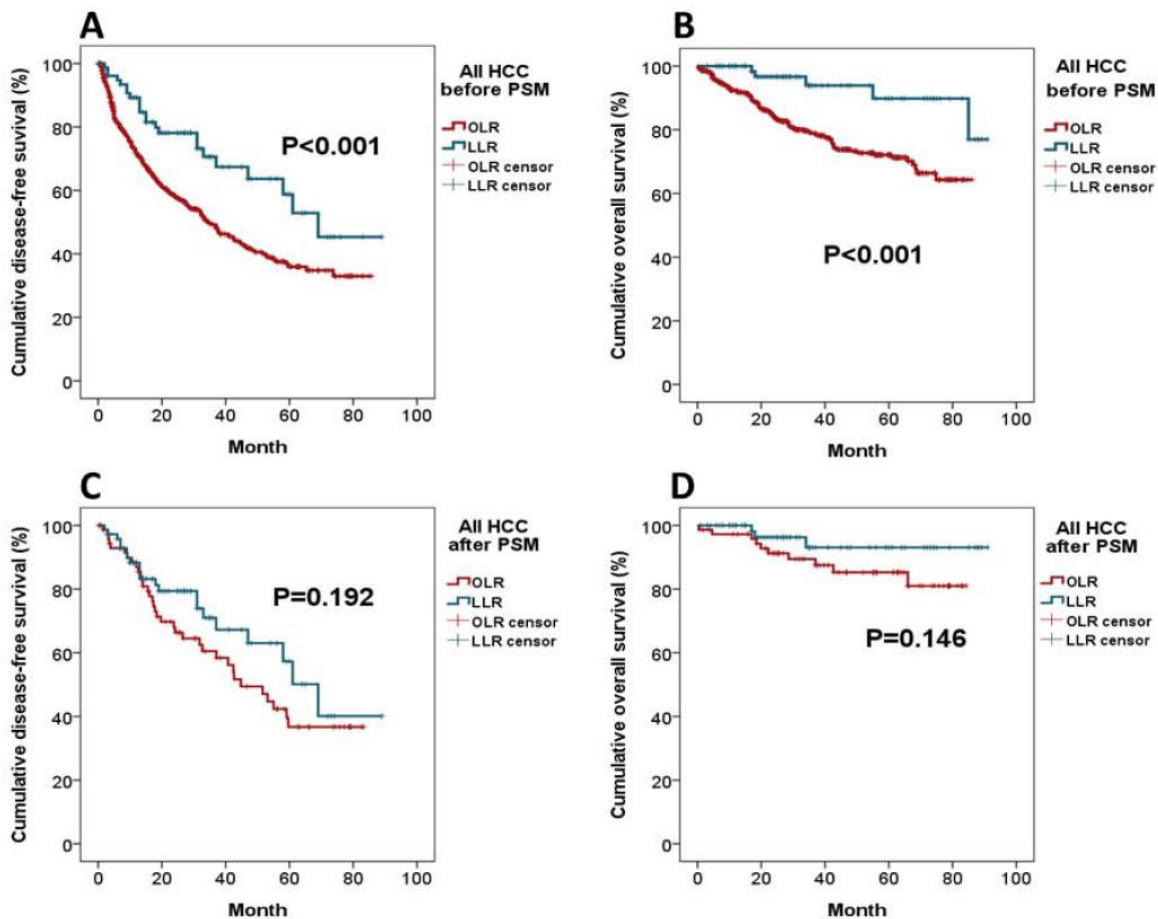 A
Cumulative disease-free suvival (%)
100
80
60
40
20
0
0 20 40 60 80 100
Month
P<0.001
All HCC
before PSM
OLR
LLR
OLR censor
LLR censor
B
Cumulative overall survival (%)
100
80
60
40
20
0
0 20 40 60 80 100
Month
P<0.001
All HCC
before PSM
OLR
LLR
OLR censor
LLR censor
C
Cumulative disease-free survival (%)
100
80
60
40
20
0
0 20 40 60 80 100
Month
P=0.192
All HCC
after PSM
OLR
LLR
OLR censor
LLR censor
D
Cumulative overall survival (%)
100
80
60
40
20
0
0 20 40 60 80 100
Month
P=0.146
All HCC
after PSM
OLR
LLR
OLR censor
LLR censor